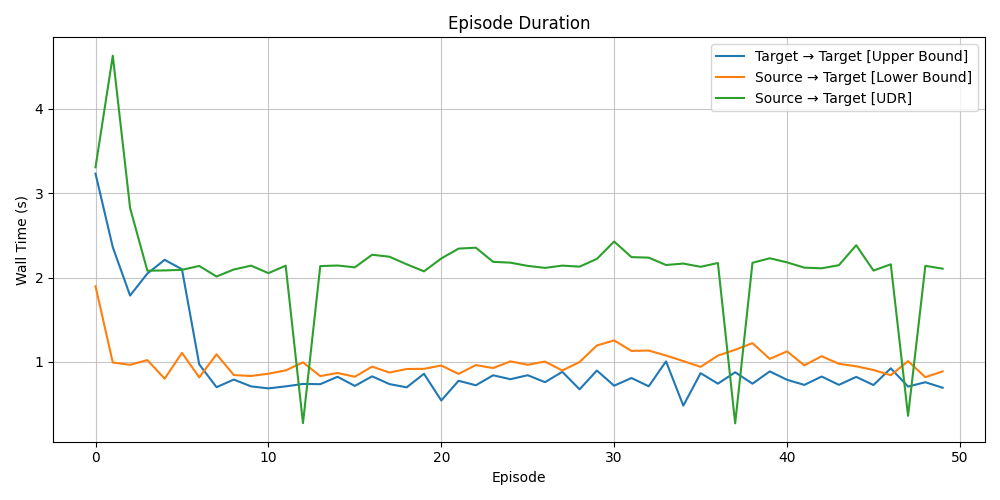 Episode Duration
Target → Target [Upper Bound]
Source → Target [Lower Bound]
Source → Target [UDR]
Wall Time (s)
4
3
2
1
0 10 20 30 40 50
Episode